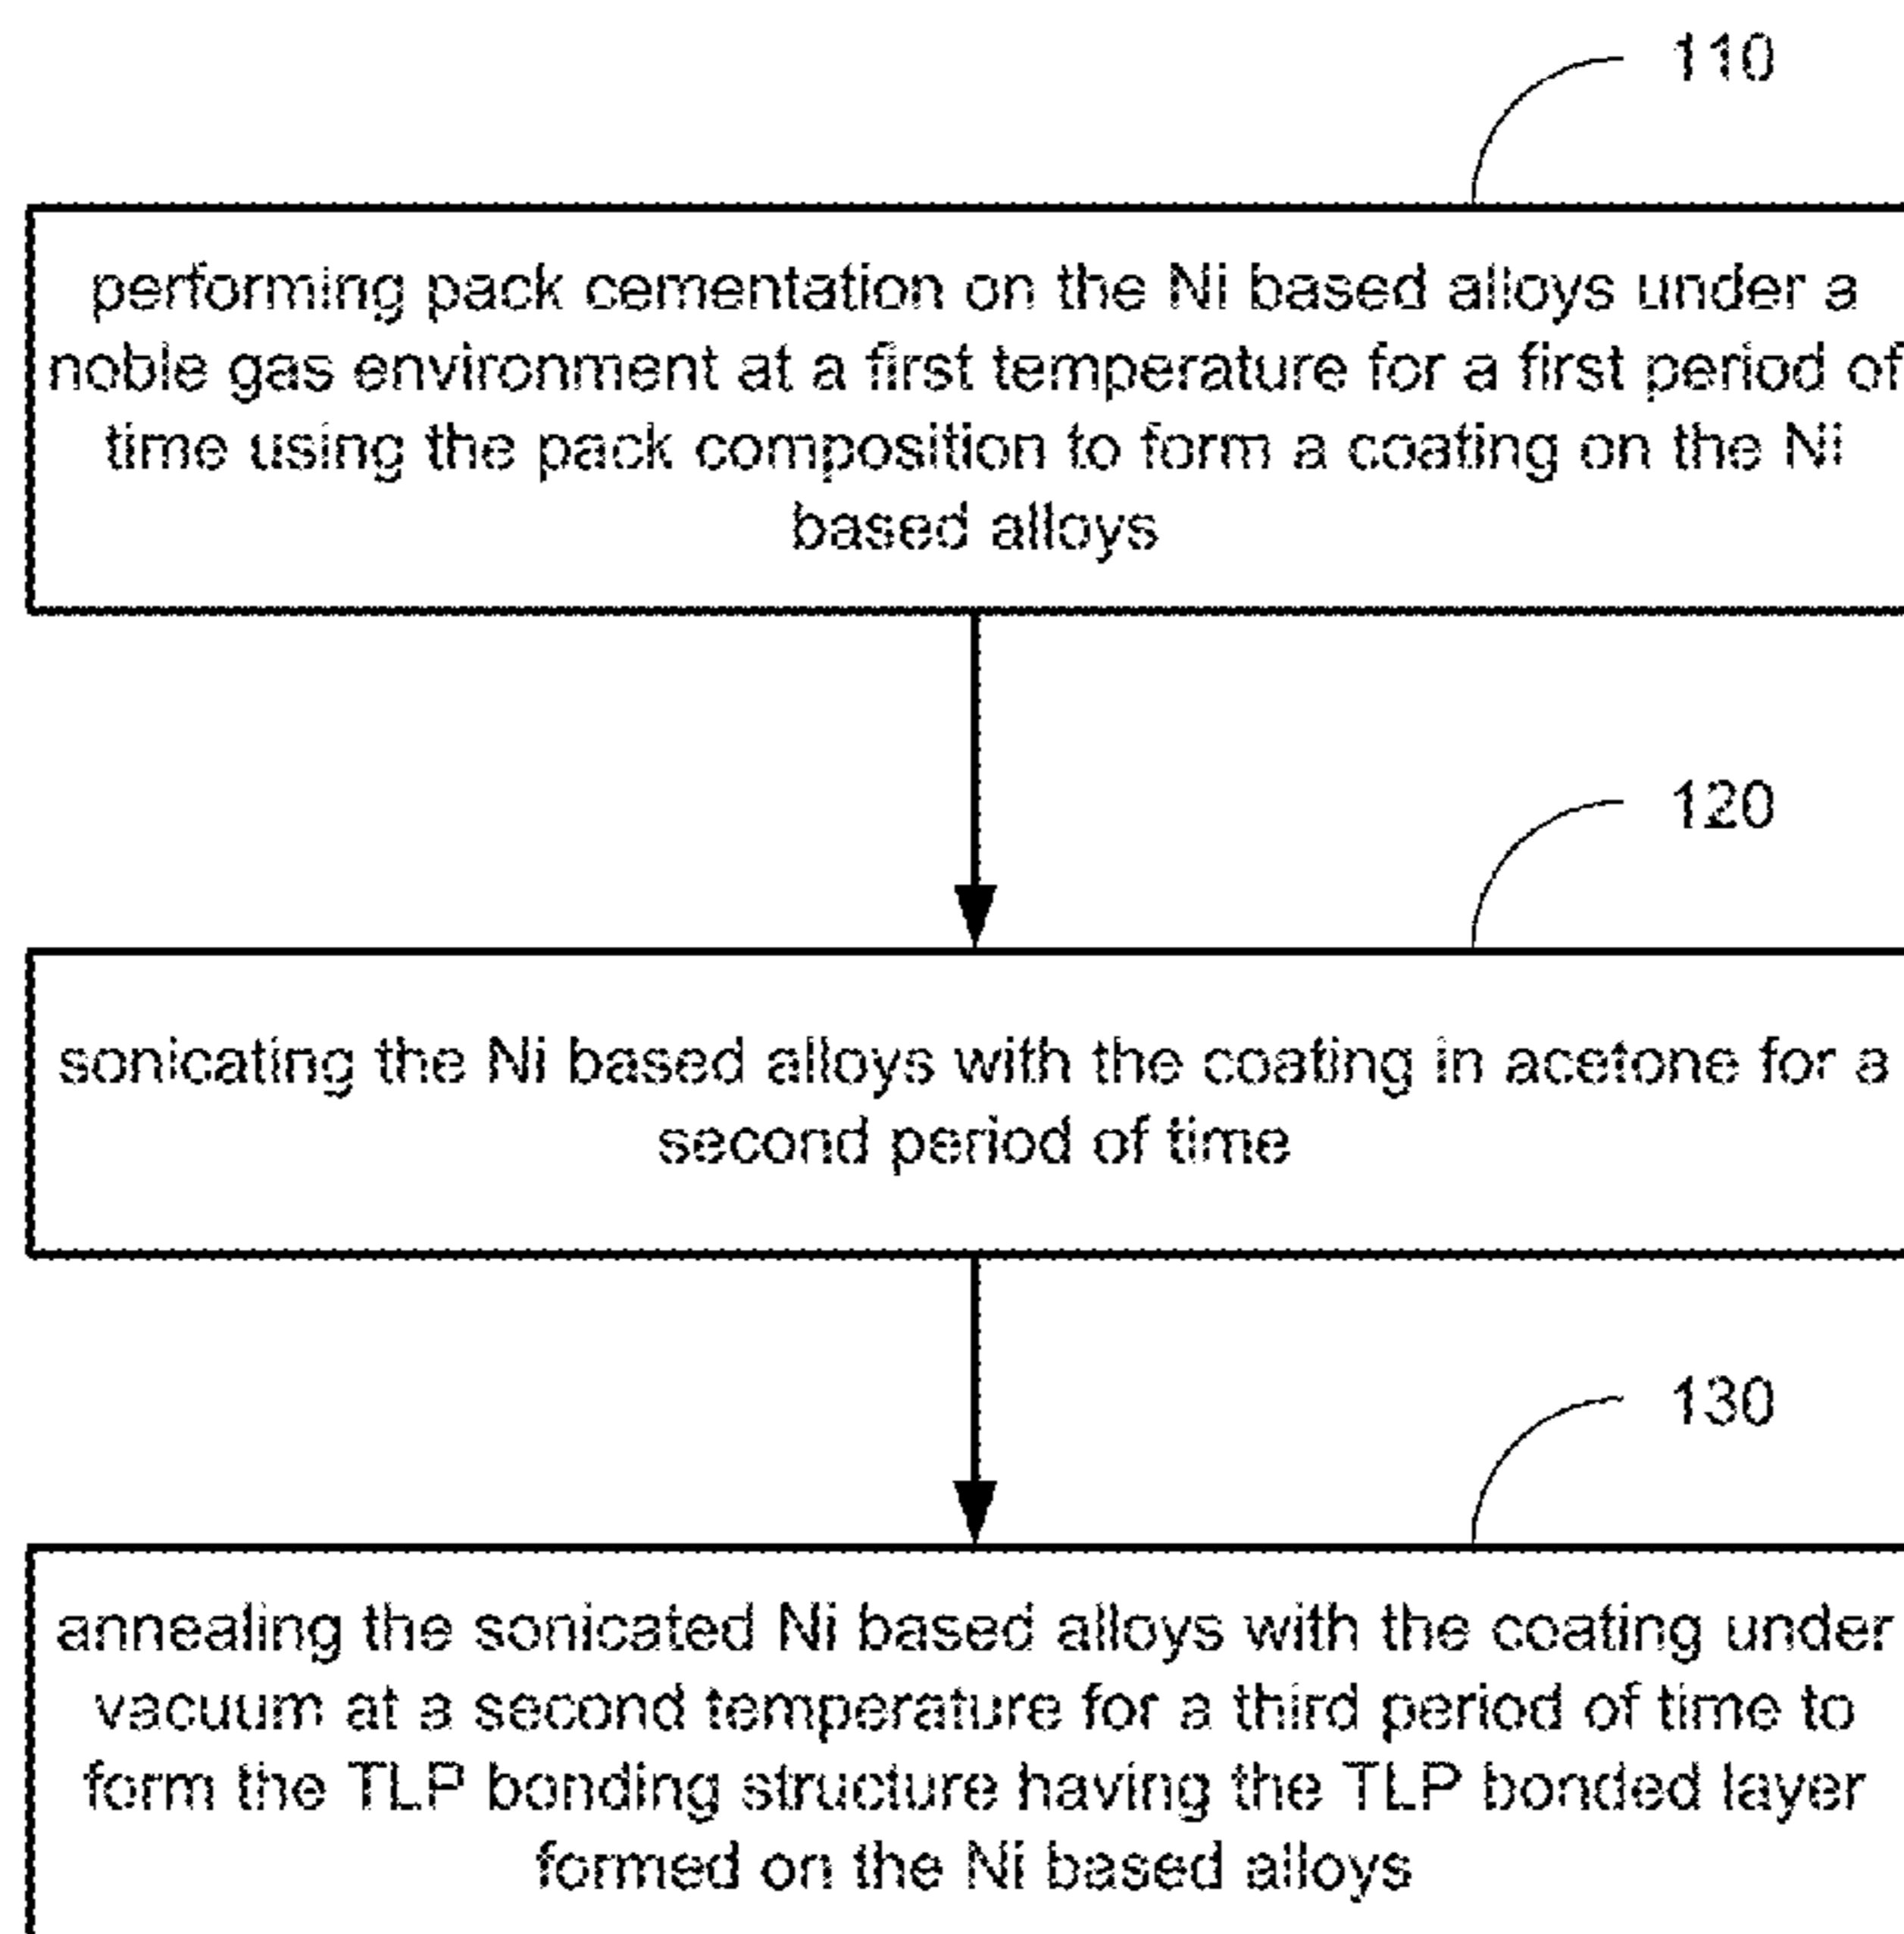 110
performing pack cementation on the Ni based alloys under a
noble gas environment at a first temperature for a first period of
time using the pack composition to form a coating on the Ni
based alloys
120
sonicating the Ni based alloys with the coating in acetone for a
second period of time
130
annealing the sonicated Ni based alloys with the coating under
vacuum at a second temperature for a third period of time to
form the TLP bonding structure having the TLP bonded layer
formed on the Ni based alloys